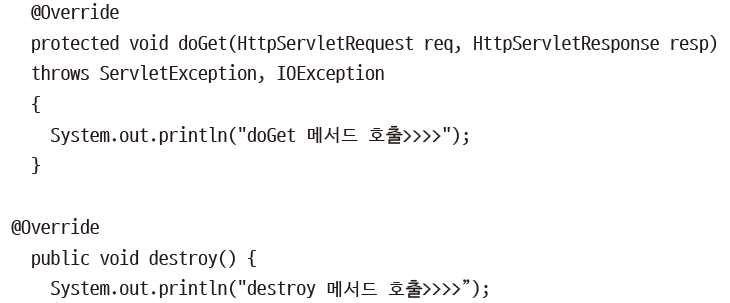 @Override
protected void doGet(HttpServletRequest req, HttpServletResponse resp)
throws ServletException, IOException
{
System.out.println("doGet 메서드 호출>>>>");
}
@Override
public void destroy() {
System.out.println("destroy 메서드 호출>>>>”);